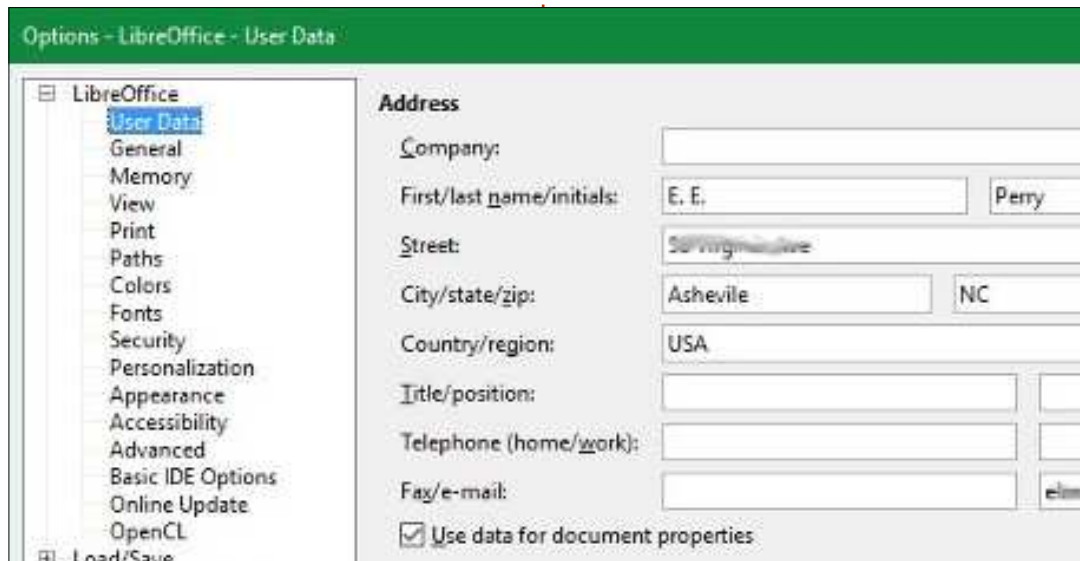 Options - LibreOffice - User Data
LibreOffice
User Data
General
Memory
View
Print
Paths
Colors
Fonts
Security
Personalization
Appearance
Accessibility
Advanced
Basic IDE Options
Online Update
OpenCL
Load/Save
Address
Company:
First/last name/initials: E. E. Perry
Street:
City/state/zip: Ashevile NC
Country/region: USA
Title/position:
Telephone (home/work):
Fax/e-mail:
Use data for document properties